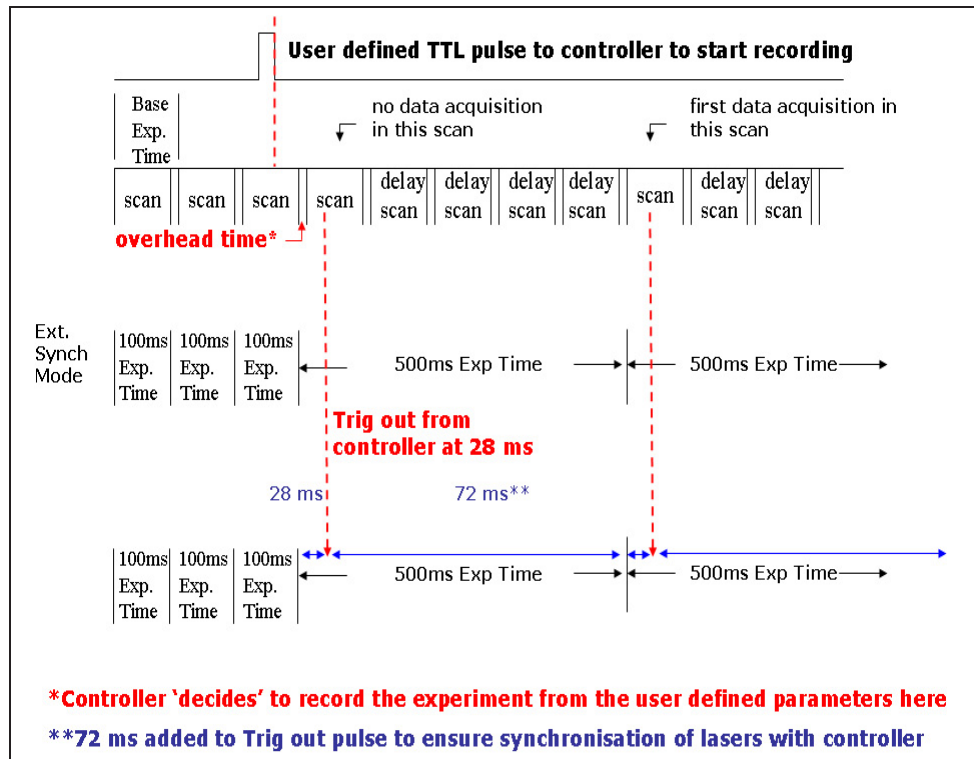 User defined TTL pulse to controller to start recording
Base
Exp.
Time
no data acquisition
in this scan
first data acquisition in
this scan
scan
scan
scan
scan
delay
scan
delay
scan
delay
scan
delay
scan
scan
delay
scan
delay
scan
overhead time*
Ext.
Synch
Mode
100ms
Exp.
Time
100ms
Exp.
Time
100ms
Exp.
Time
500ms Exp Time
500ms Exp Time
Trig out from
controller at 28 ms
28 ms
72 ms**
100ms
Exp.
Time
100ms
Exp.
Time
100ms
Exp.
Time
500ms Exp Time
500ms Exp Time
*Controller ‘decides’ to record the experiment from the user defined parameters here
**72 ms added to Trig out pulse to ensure synchronisation of lasers with controller